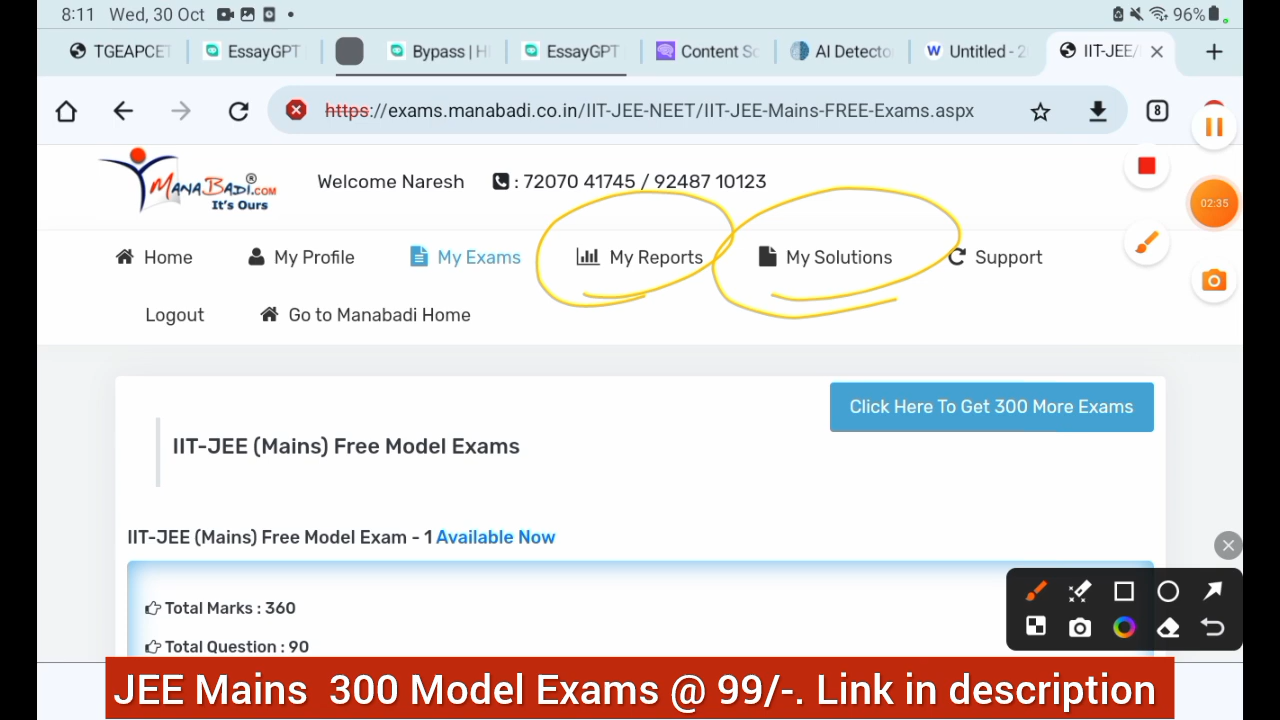 8:11 Wed, 30 Oct 96%
TGEAPCET EssayGPT Bypass | H EssayGPT Content Sc AI Detecto Untitled - 2 IIT-JEE/
https://exams.manabadi.co.in/IIT-JEE-NEET/IIT-JEE-Mains-FREE-Exams.aspx 8
MANABADI.COM® Welcome Naresh : 72070 41745 / 92487 10123
It's Ours
02:35
Home My Profile My Exams My Reports My Solutions Support
Logout Go to Manabadi Home
Click Here To Get 300 More Exams
IIT-JEE (Mains) Free Model Exams
IIT-JEE (Mains) Free Model Exam - 1 Available Now
Total Marks : 360
Total Question : 90
JEE Mains 300 Model Exams @ 99/-. Link in description